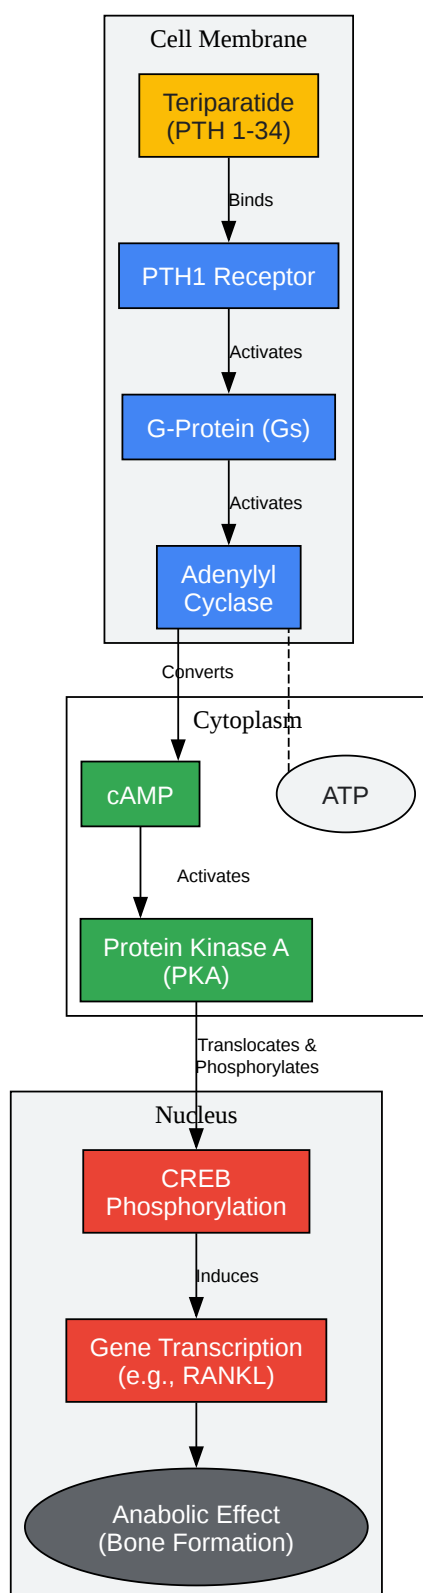 Cell Membrane
Teriparatide
(PTH 1-34)
Binds
PTH1 Receptor
Activates
G-Protein (Gs)
Activates
Adenylyl
Cyclase
Converts
Cytoplasm
cAMP
ATP
Activates
Protein Kinase A
(PKA)
Translocates &
Phosphorylates
Nucleus
CREB
Phosphorylation
Induces
Gene Transcription
(e.g., RANKL)
Anabolic Effect
(Bone Formation)